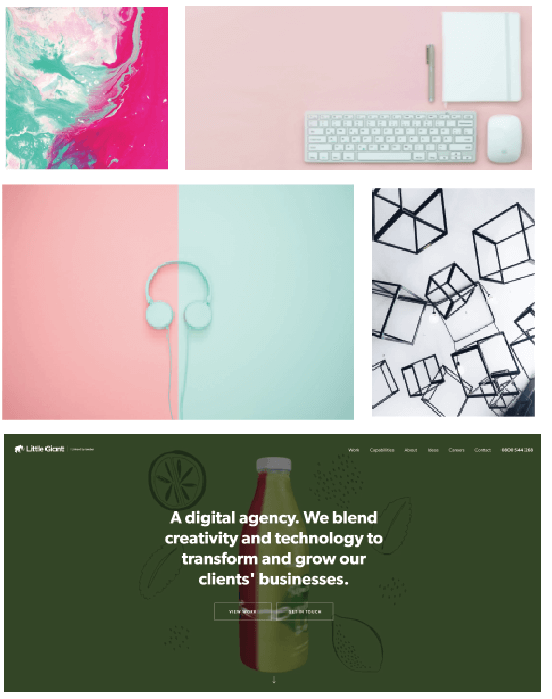 Little Giant
Work Capabilities About Ideas Careers Contact 0800 544 268
A digital agency. We blend
creativity and technology to
transform and grow our
clients' businesses.
VIEW WORK GET IN TOUCH